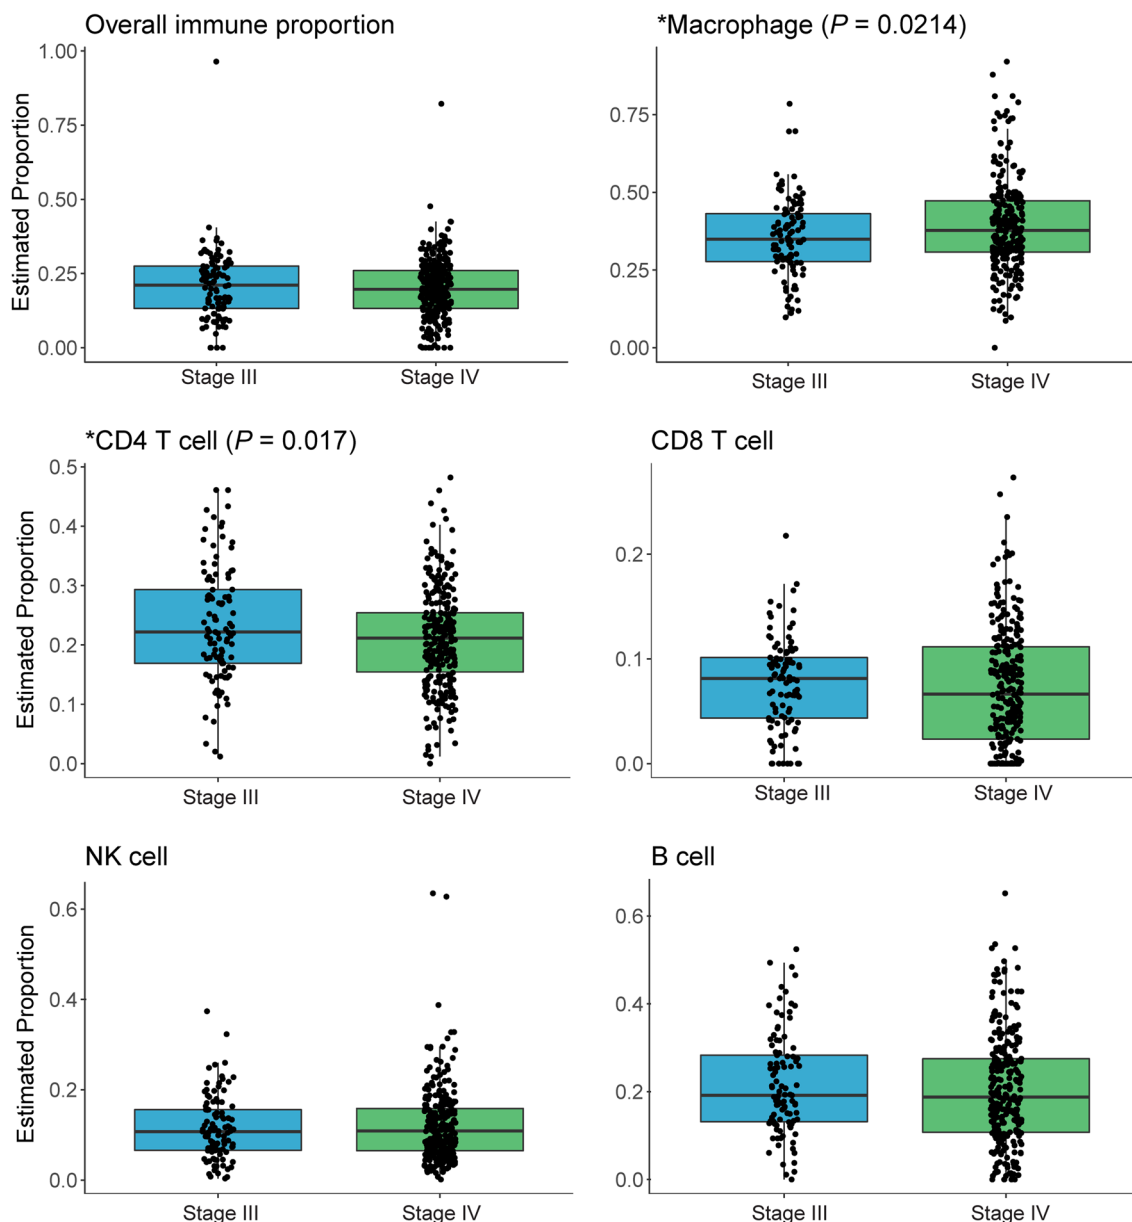 Overall immune proportion
Estimated Proportion
1.00
0.75
0.50
0.25
0.00
Stage III
Stage IV
*Macrophage (P = 0.0214)
0.75
0.50
0.25
0.00
Stage III
Stage IV
*CD4 T cell (P = 0.017)
Estimated Proportion
0.5
0.4
0.3
0.2
0.1
0.0
Stage III
Stage IV
CD8 T cell
0.2
0.1
0.0
Stage III
Stage IV
NK cell
Estimated Proportion
0.6
0.4
0.2
0.0
Stage III
Stage IV
B cell
0.6
0.4
0.2
0.0
Stage III
Stage IV